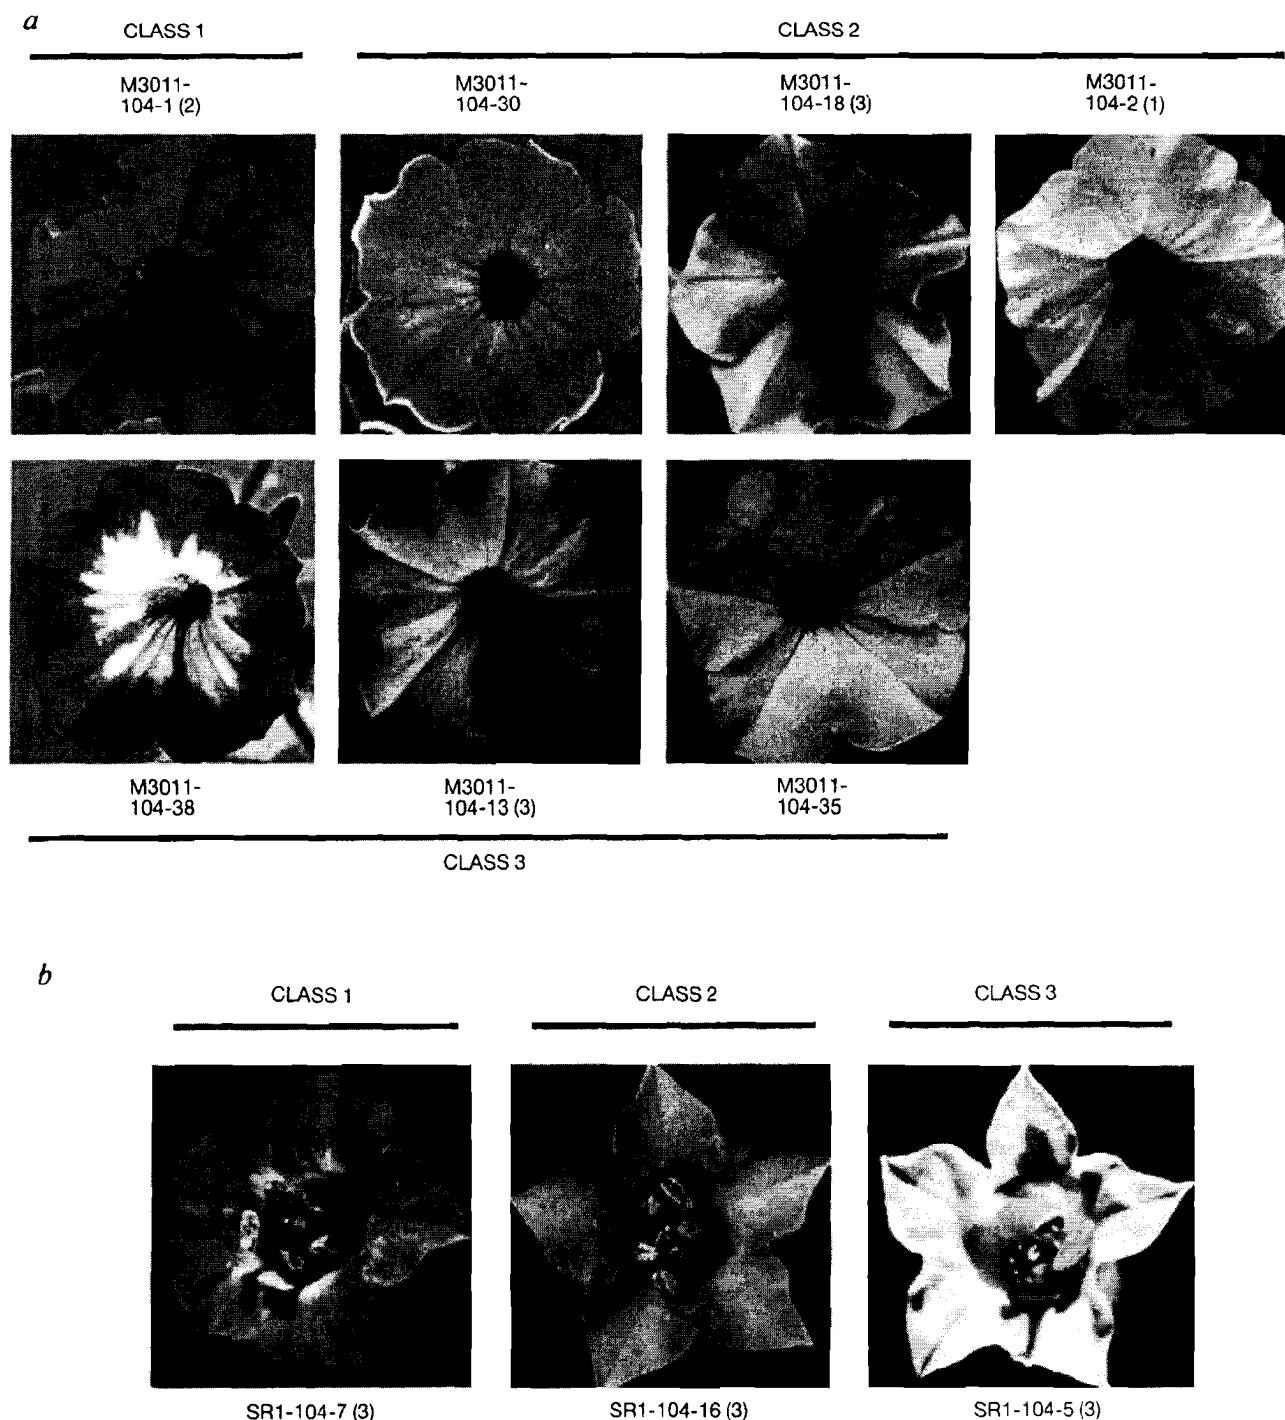 a
CLASS 1
CLASS 2
M3011-
104-1 (2)
M3011-
104-30
M3011-
104-18 (3)
M3011-
104-2 (1)
M3011-
104-38
M3011-
104-13 (3)
M3011-
104-35
CLASS 3
b
CLASS 1
CLASS 2
CLASS 3
SR1-104-7 (3)
SR1-104-16 (3)
SR1-104-5 (3)